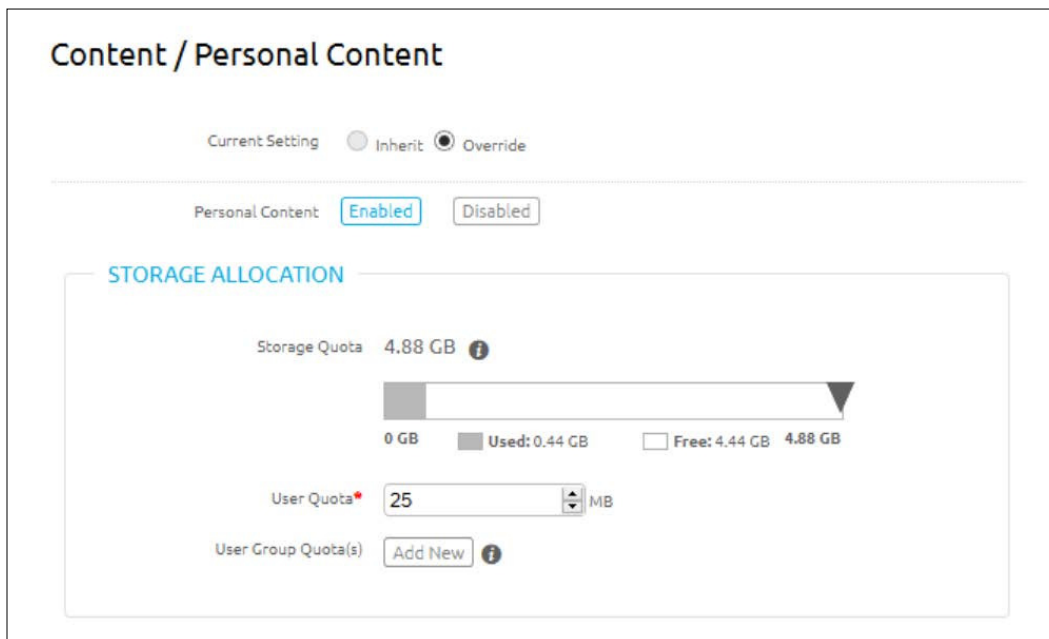 Content / Personal Content
Current Setting Inherit Override
Personal Content Enabled Disabled
STORAGE ALLOCATION
Storage Quota 4.88 GB i
0 GB Used: 0.44 GB Free: 4.44 GB 4.88 GB
User Quota* 25 MB
User Group Quota(s) Add New i